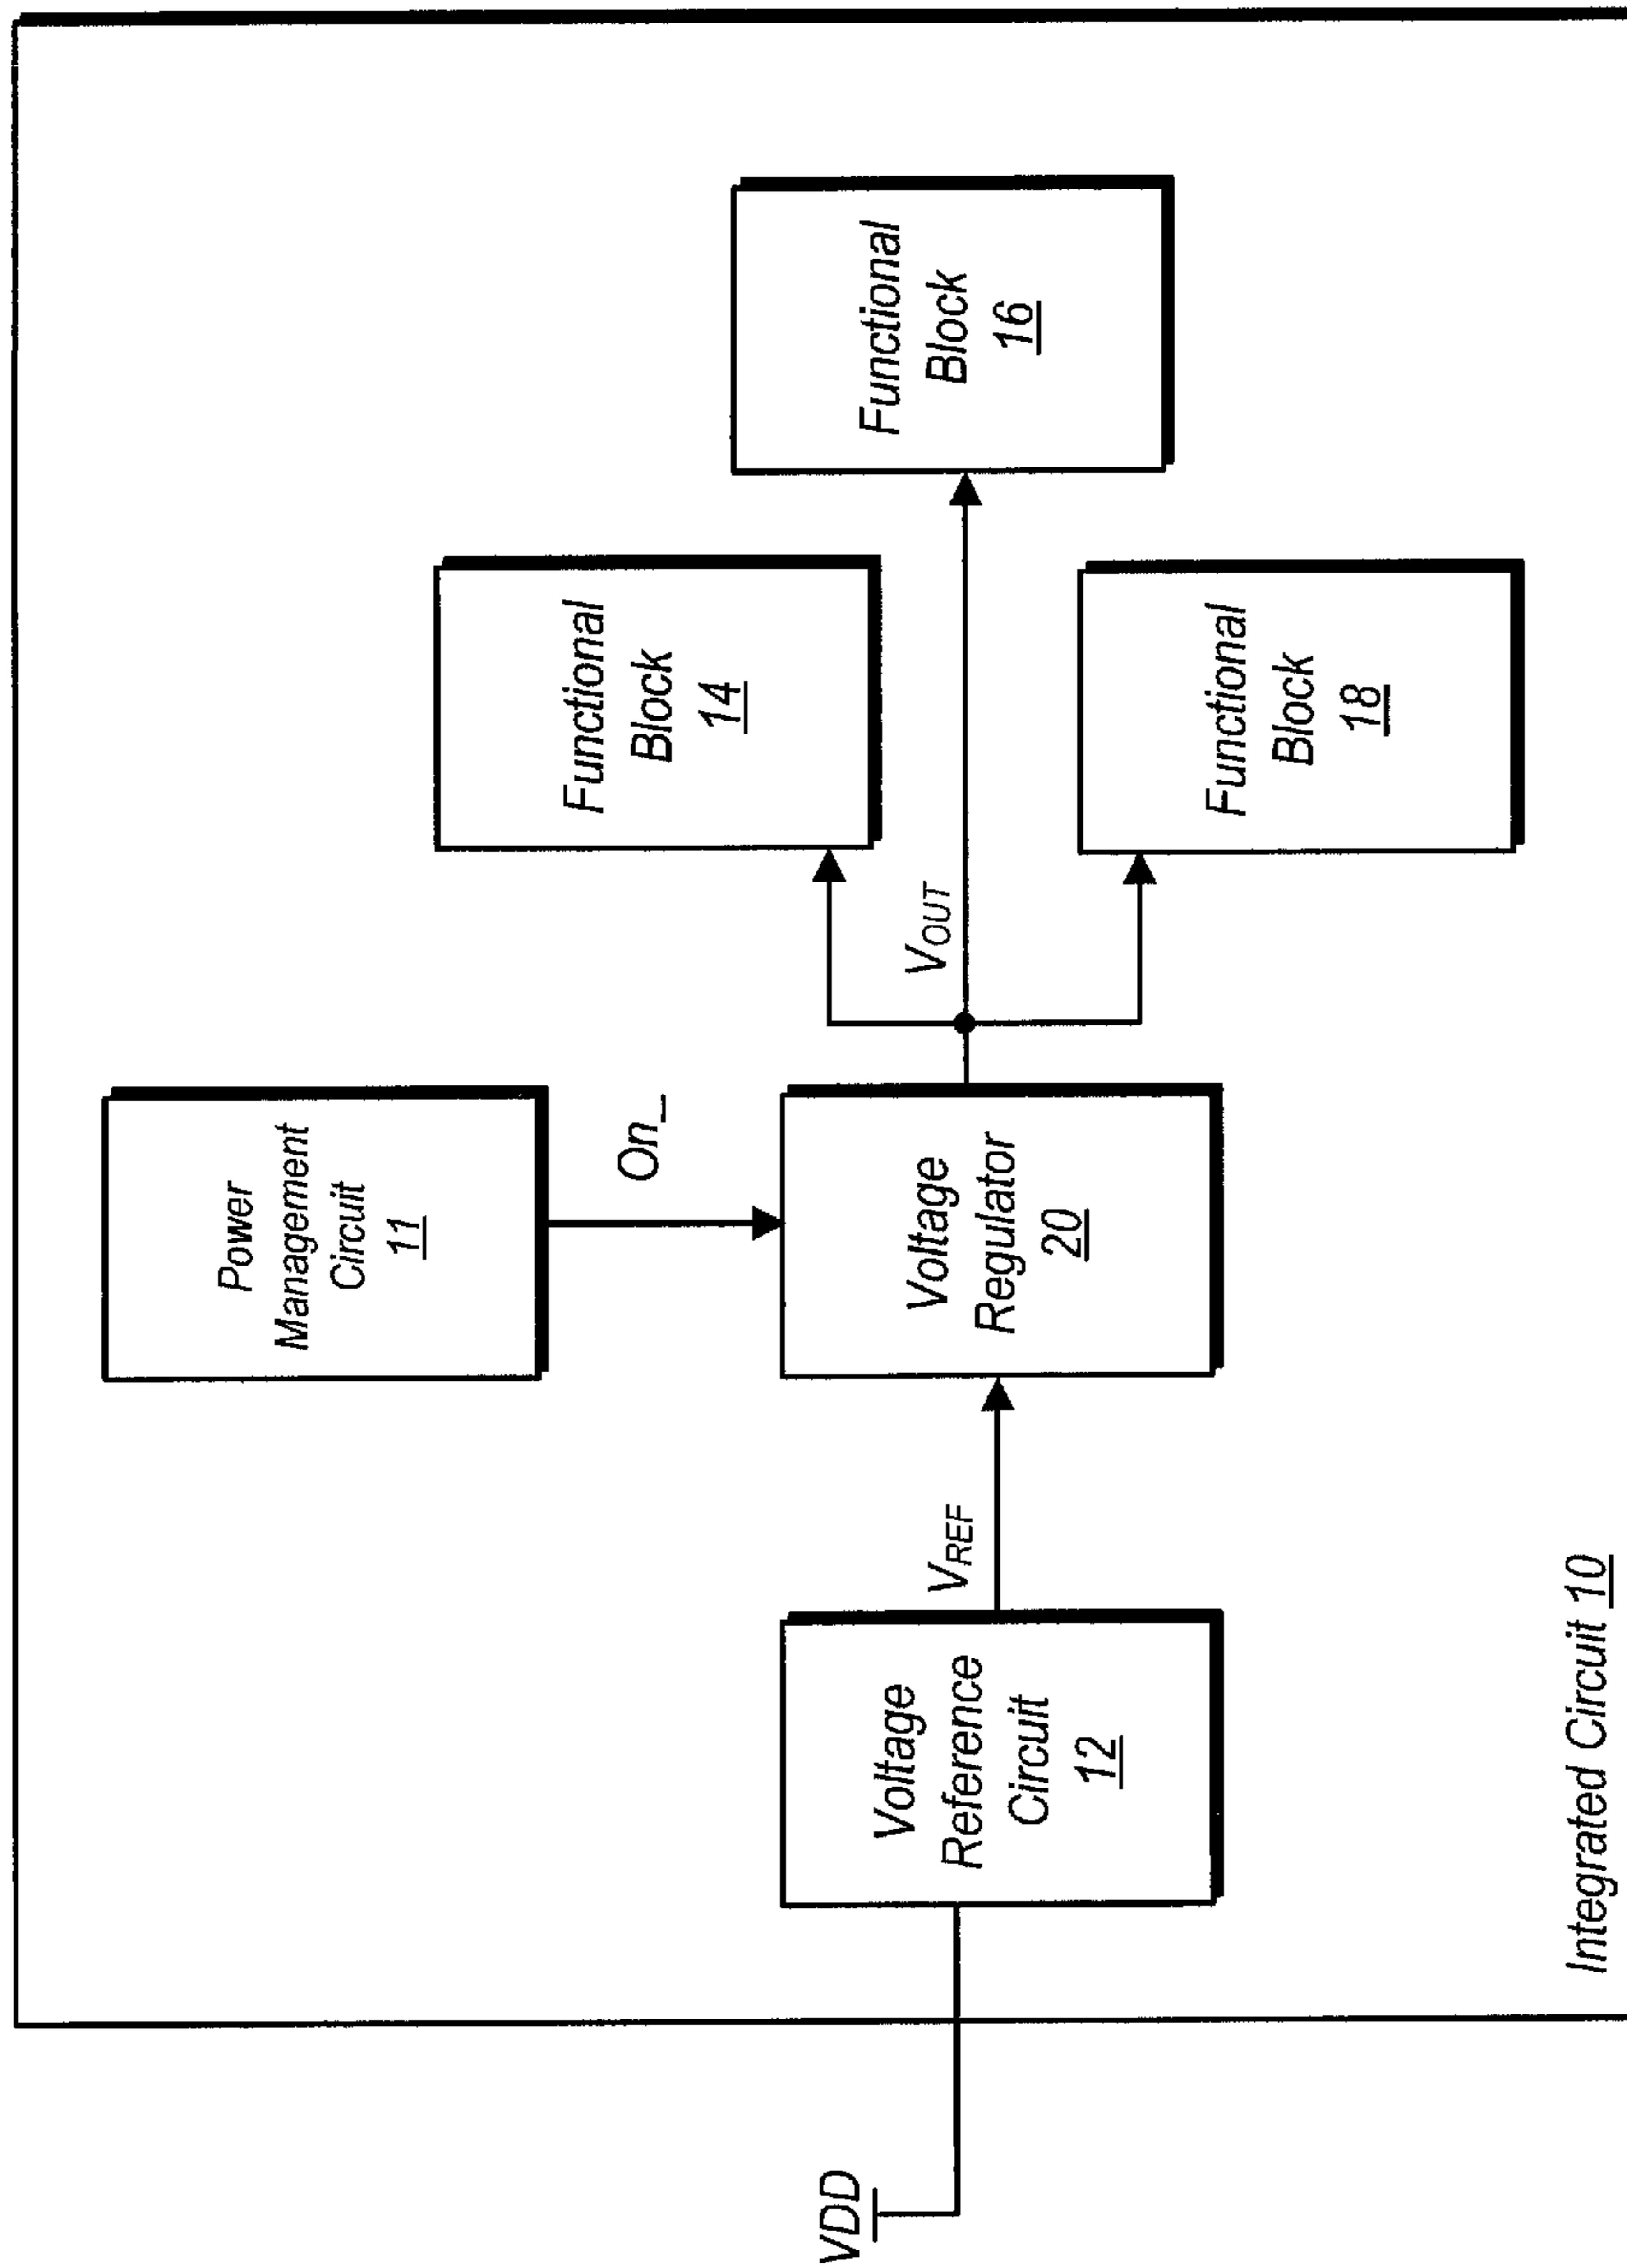 Power
Management
Circuit
11
On_
Functional
Block
14
VDD
Voltage
Reference
Circuit
12
VREF
Voltage
Regulator
20
VOUT
Functional
Block
16
Functional
Block
18
Integrated Circuit 10